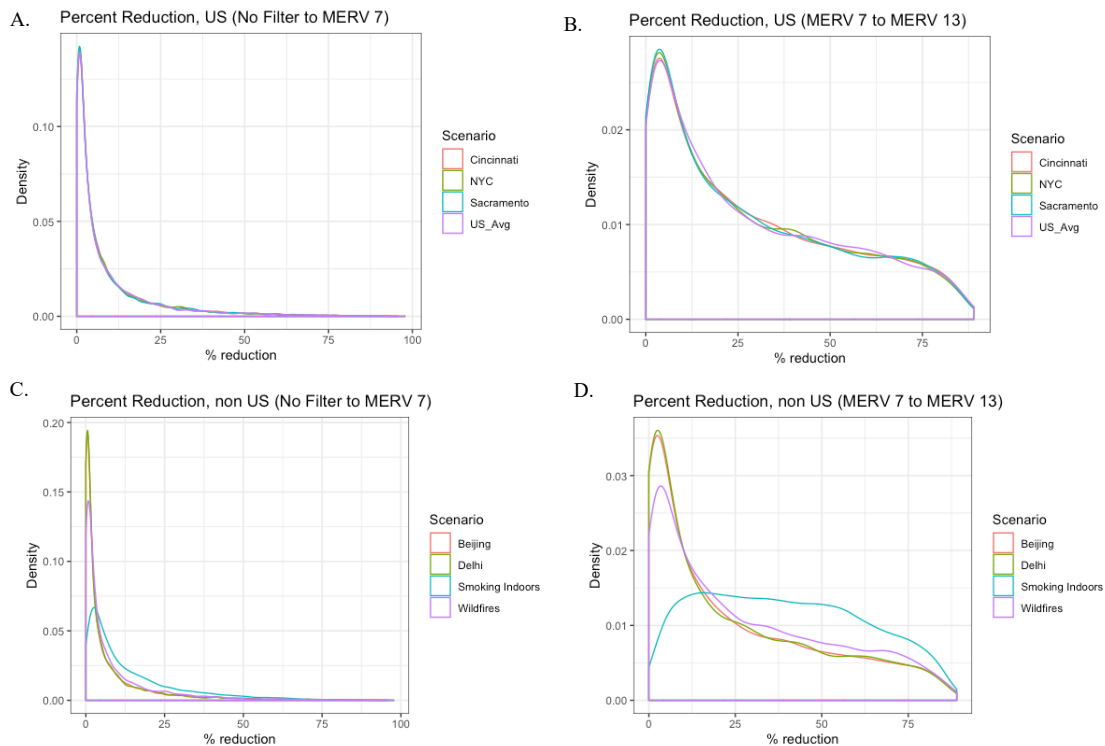 A.
Percent Reduction, US (No Filter to MERV 7)
Density
0.10
0.05
0.00
0
25
50
75
100
% reduction
Scenario
Cincinnati
NYC
Sacramento
US_Avg
B.
Percent Reduction, US (MERV 7 to MERV 13)
Density
0.02
0.01
0.00
0
25
50
75
% reduction
Scenario
Cincinnati
NYC
Sacramento
US_Avg
C.
Percent Reduction, non US (No Filter to MERV 7)
Density
0.20
0.15
0.10
0.05
0.00
0
25
50
75
100
% reduction
Scenario
Beijing
Delhi
Smoking Indoors
Wildfires
D.
Percent Reduction, non US (MERV 7 to MERV 13)
Density
0.03
0.02
0.01
0.00
0
25
50
75
% reduction
Scenario
Beijing
Delhi
Smoking Indoors
Wildfires